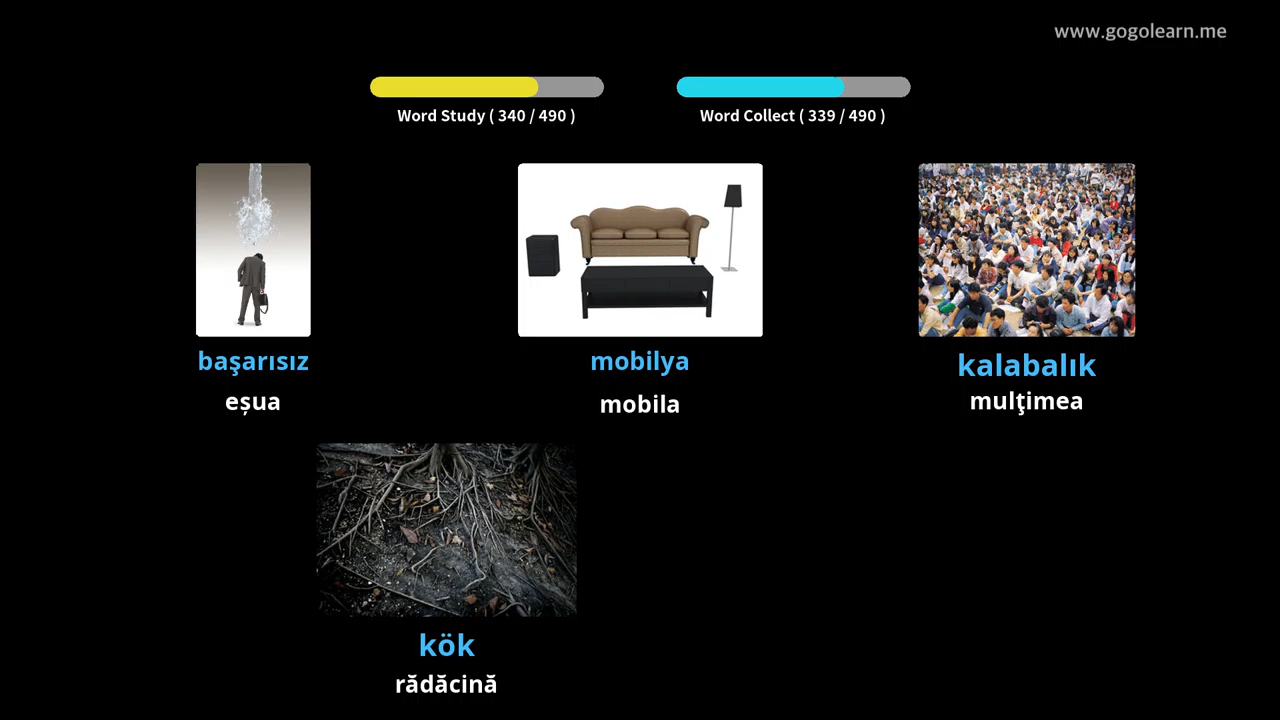 www.gogolearn.me
Word Study ( 340 / 490 )
Word Collect ( 339 / 490 )
başarısız
eșua
mobilya
mobila
kalabalık
mulţimea
kök
rădăcină